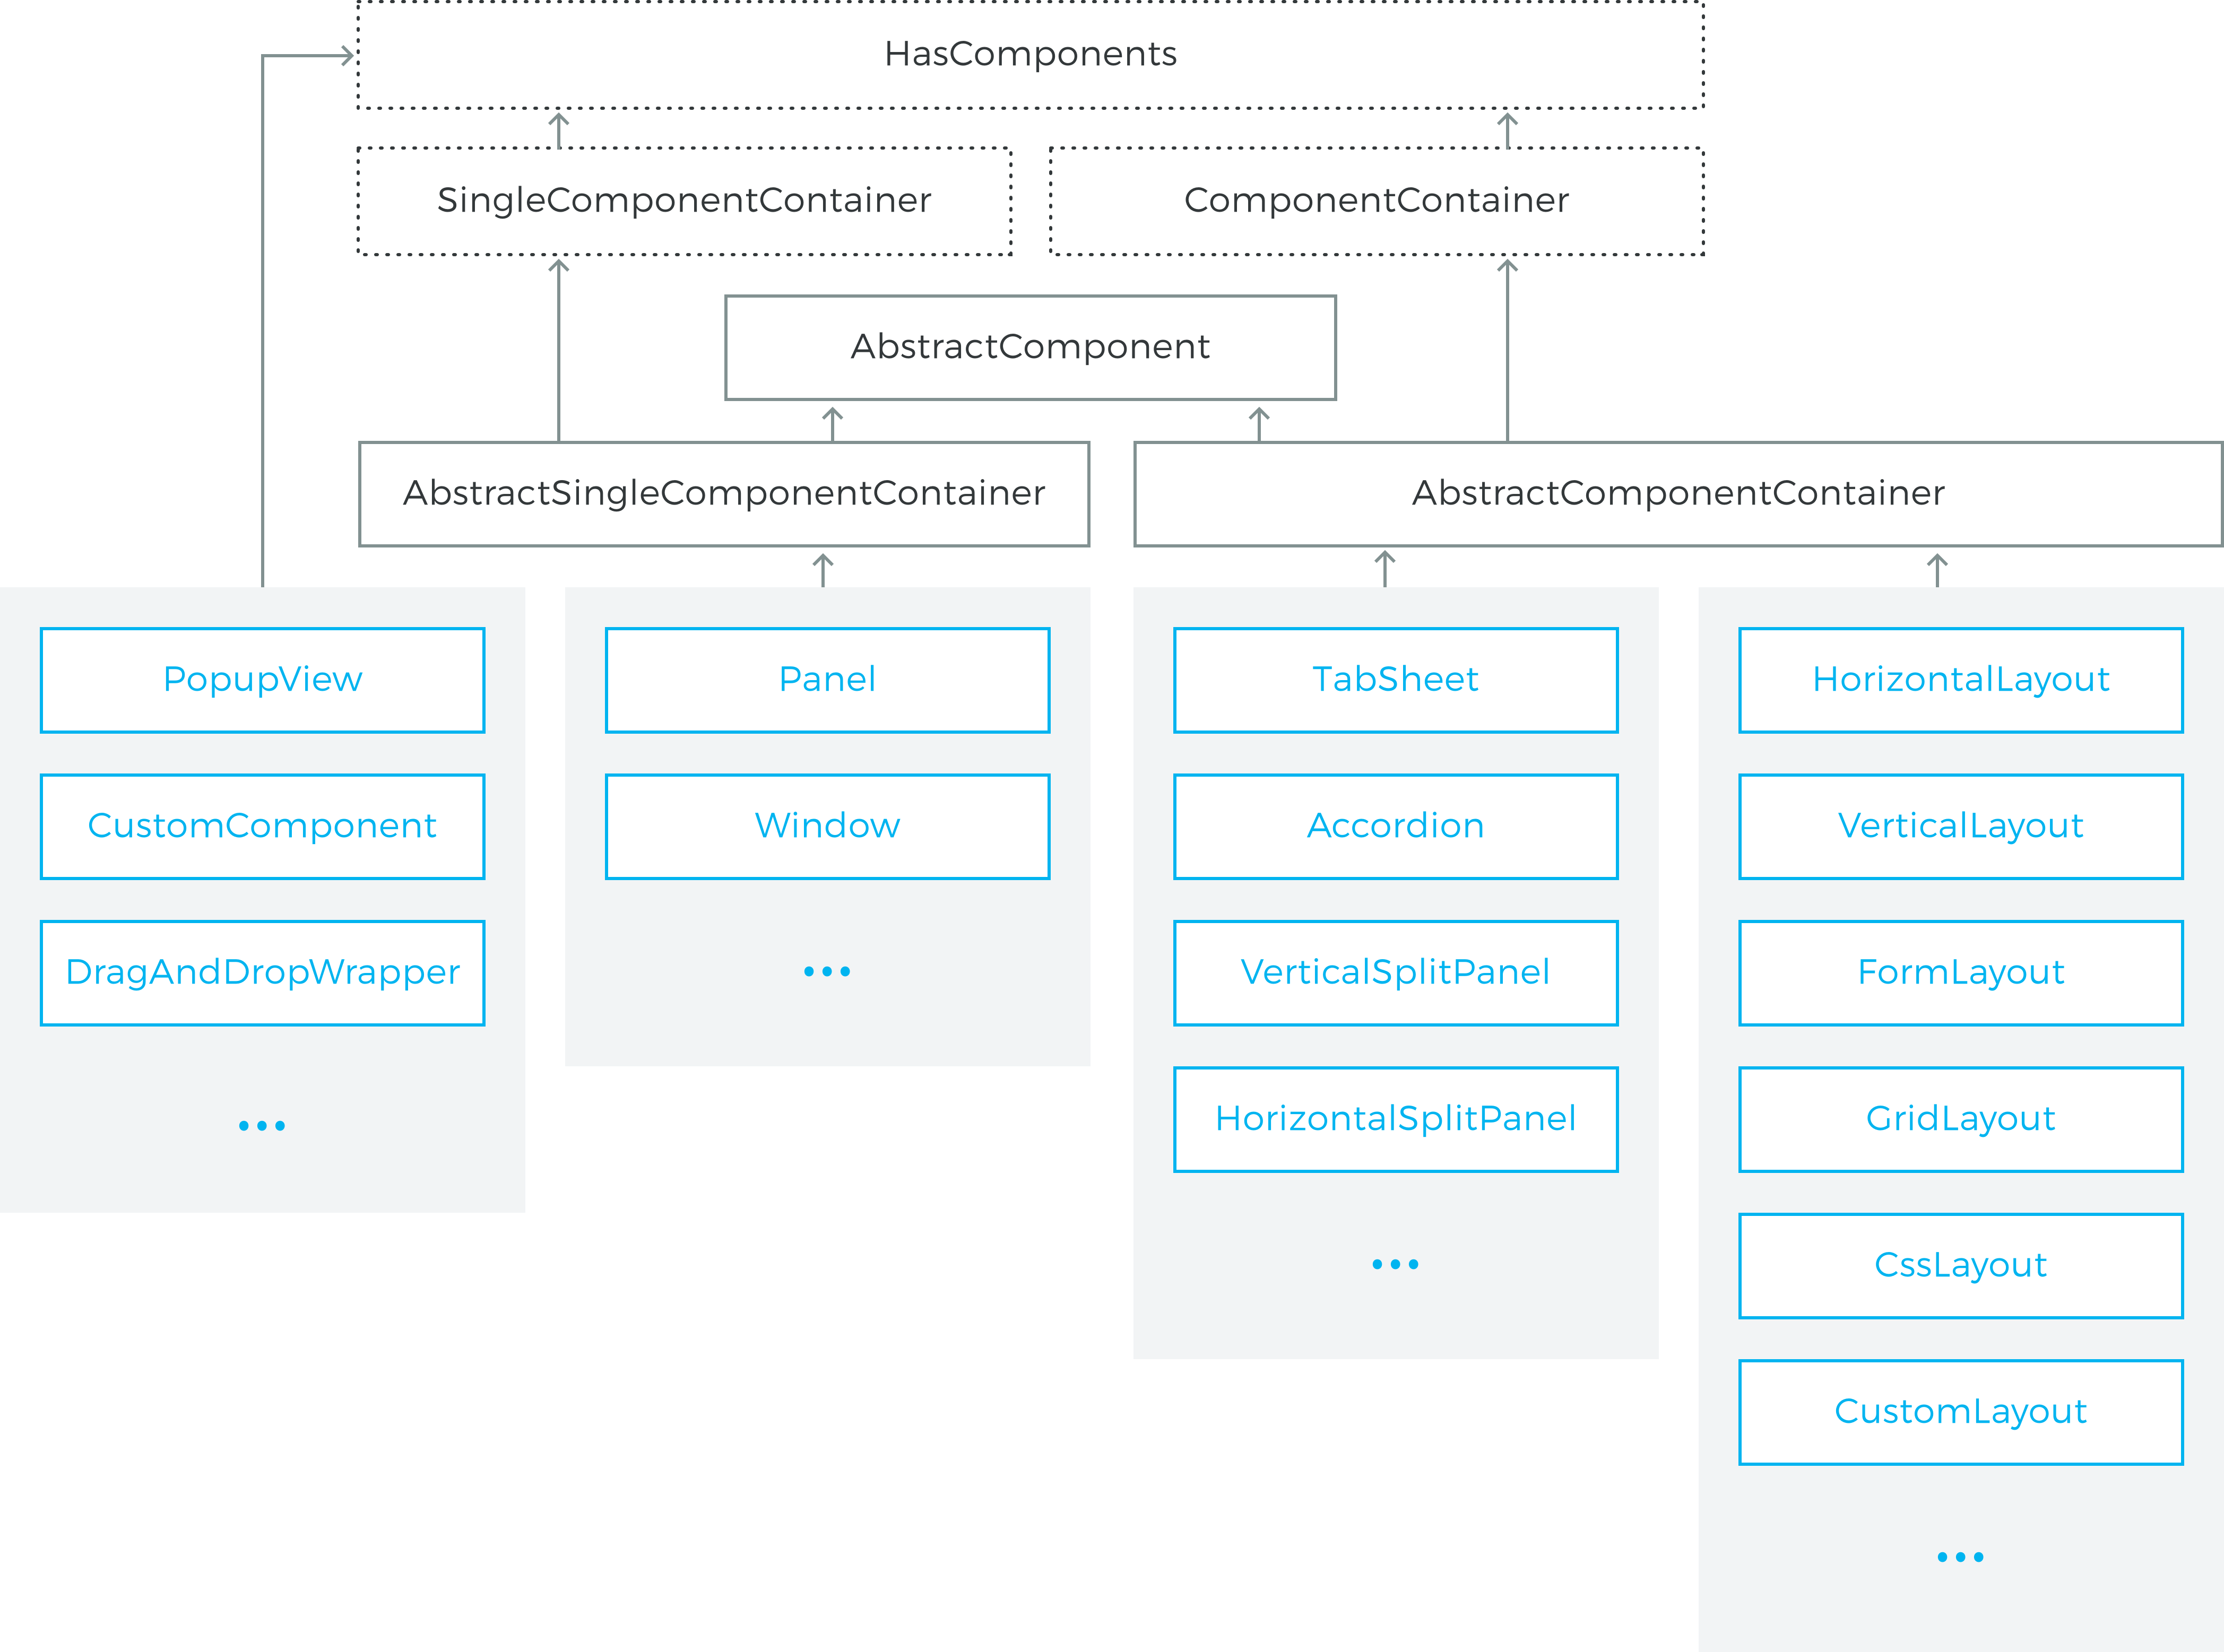 HasComponents
SingleComponentContainer
ComponentContainer
AbstractComponent
AbstractSingleComponentContainer
AbstractComponentContainer
PopupView
CustomComponent
DragAndDropWrapper
...
Panel
Window
...
TabSheet
Accordion
VerticalSplitPanel
HorizontalSplitPanel
...
HorizontalLayout
VerticalLayout
FormLayout
GridLayout
CssLayout
CustomLayout
...